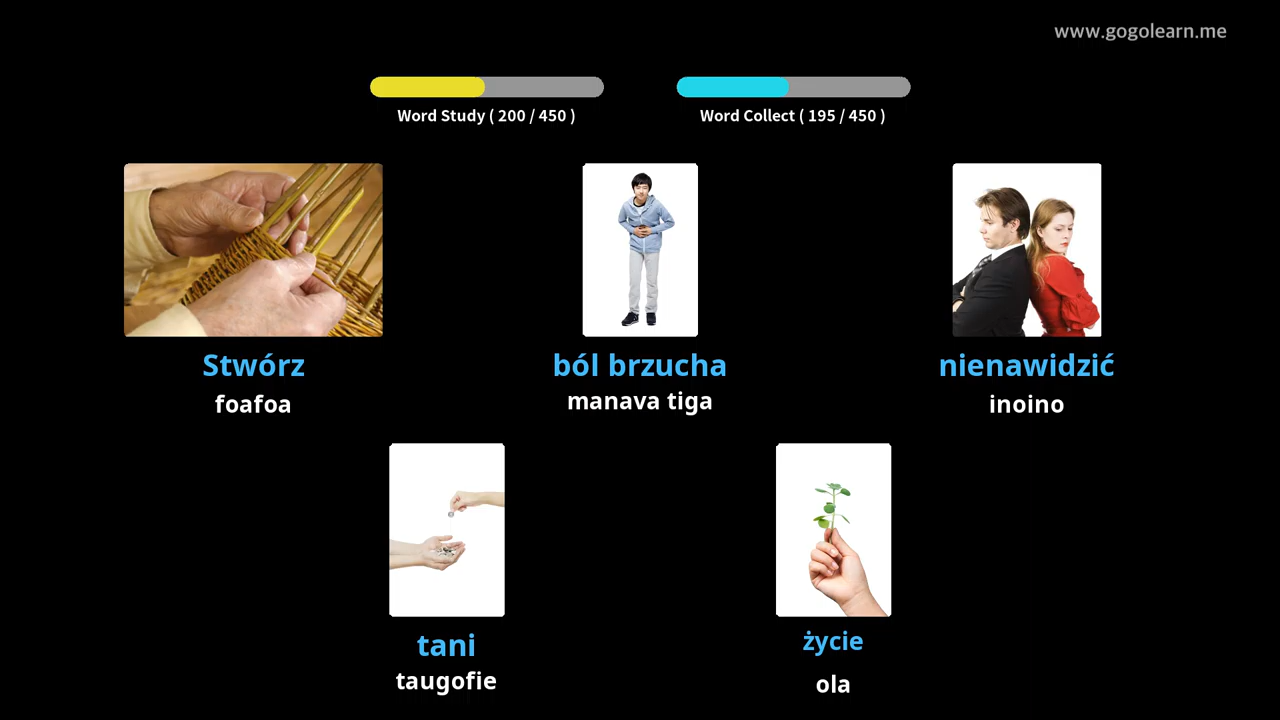 www.gogolearn.me
Word Study ( 200 / 450 )
Word Collect ( 195 / 450 )
Stwórz
foafoa
ból brzucha
manava tiga
nienawidzić
inoino
tani
taugofie
życie
ola